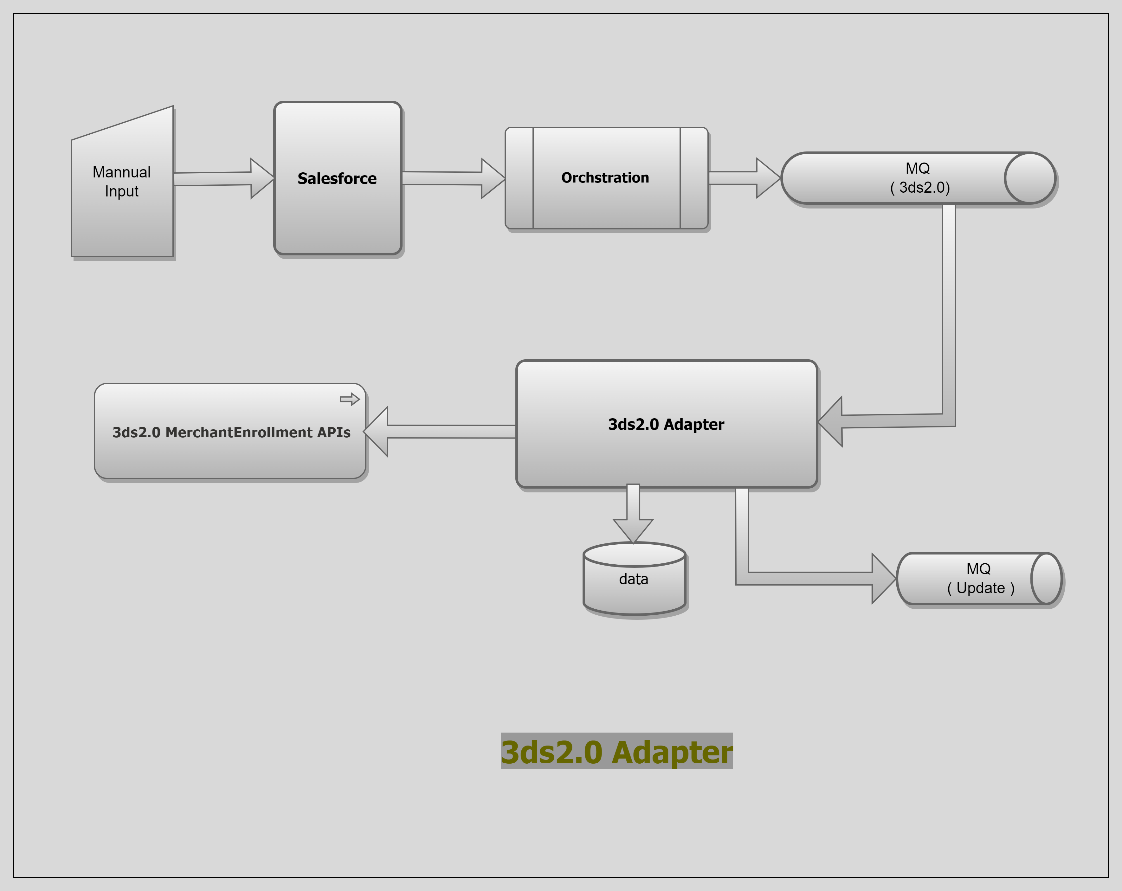 Mannual
Input
Salesforce
Orchstration
MQ
( 3ds2.0)
3ds2.0 MerchantEnrollment APIs
3ds2.0 Adapter
data
MQ
( Update )
3ds2.0 Adapter